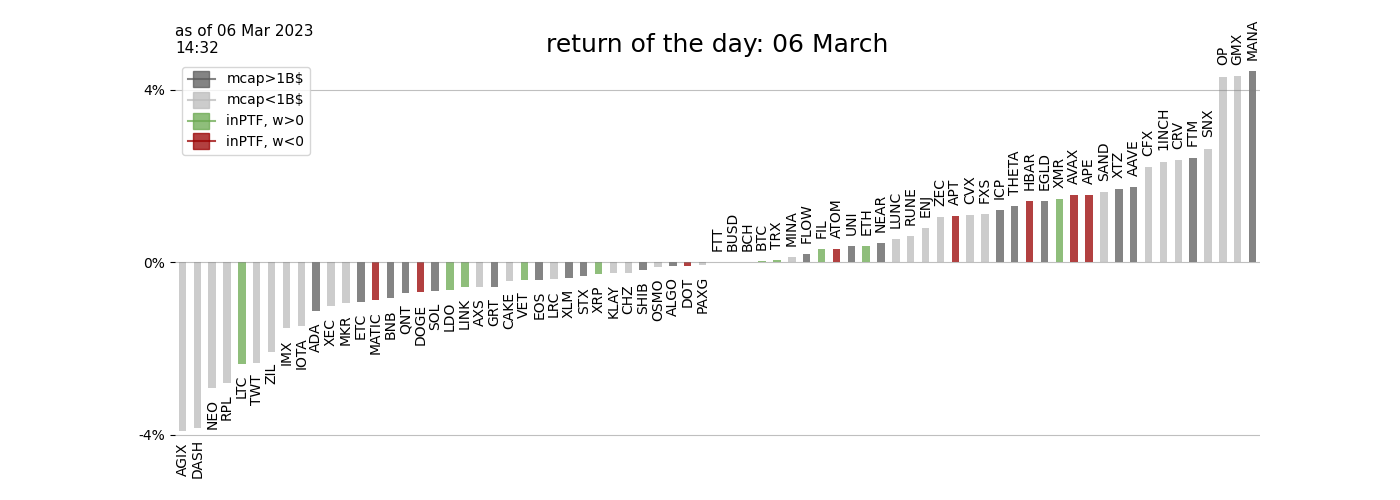 as of 06 Mar 2023
14:32
return of the day: 06 March
mcap>1B$
mcap<1B$
inPTF, w>0
inPTF, w<0
4%
0%
-4%
AGIX
DASH
NEO
RPL
LTC
TWT
ZIL
IMX
IOTA
ADA
XEC
MKR
ETC
MATIC
BNB
QNT
DOGE
SOL
LDO
LINK
AXS
GRT
CAKE
VET
EOS
LRC
XLM
STX
XRP
KLAY
CHZ
SHIB
OSMO
ALGO
DOT
PAXG
FTT
BUSD
BCH
BTC
TRX
MINA
FLOW
FIL
ATOM
UNI
ETH
NEAR
LUNC
RUNE
ENJ
ZEC
APT
CVX
FXS
ICP
THETA
HBAR
EGLD
XMR
AVAX
APE
SAND
XTZ
AAVE
CFX
1INCH
CRV
FTM
SNX
OP
GMX
MANA